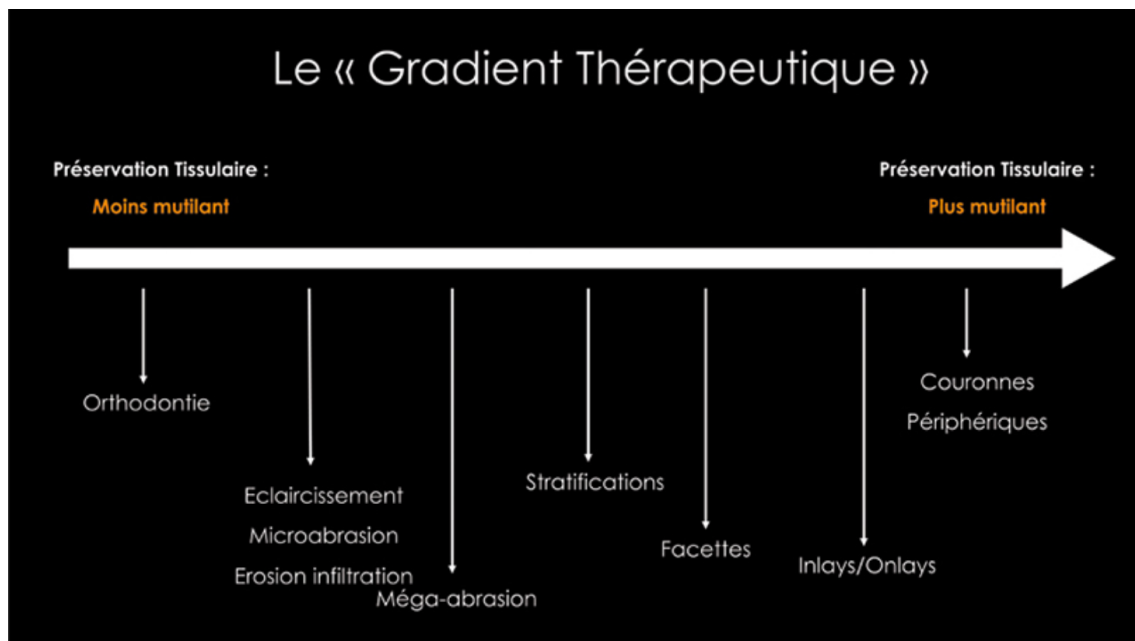 Le « Gradient Thérapeutique »
Préservation Tissulaire :
Moins mutilant
Préservation Tissulaire :
Plus mutilant
Orthodontie
Eclaircissement
Microabrasion
Erosion infiltration
Méga-abrasion
Stratifications
Facettes
Inlays/Onlays
Couronnes
Périphériques